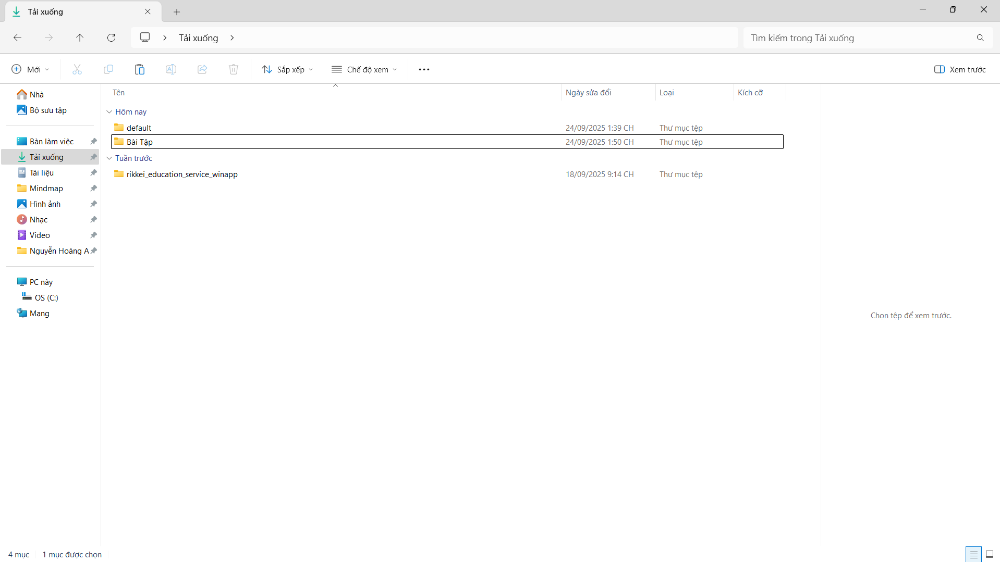 Tải xuống
Tải xuống
Tìm kiếm trong Tải xuống
Mới
Sắp xếp
Chế độ xem
Xem trước
Nhà
Bộ sưu tập
Bàn làm việc
Tải xuống
Tài liệu
Mindmap
Hình ảnh
Nhạc
Video
Nguyễn Hoàng A
PC này
OS (C:)
Mạng
Tên Ngày sửa đổi Loại Kích cỡ
Hôm nay
default 24/09/2025 1:39 CH Thư mục tệp
Bài Tập 24/09/2025 1:50 CH Thư mục tệp
Tuần trước
rikkei_education_service_winapp 18/09/2025 9:14 CH Thư mục tệp
Chọn tệp để xem trước.
4 mục 1 mục được chọn